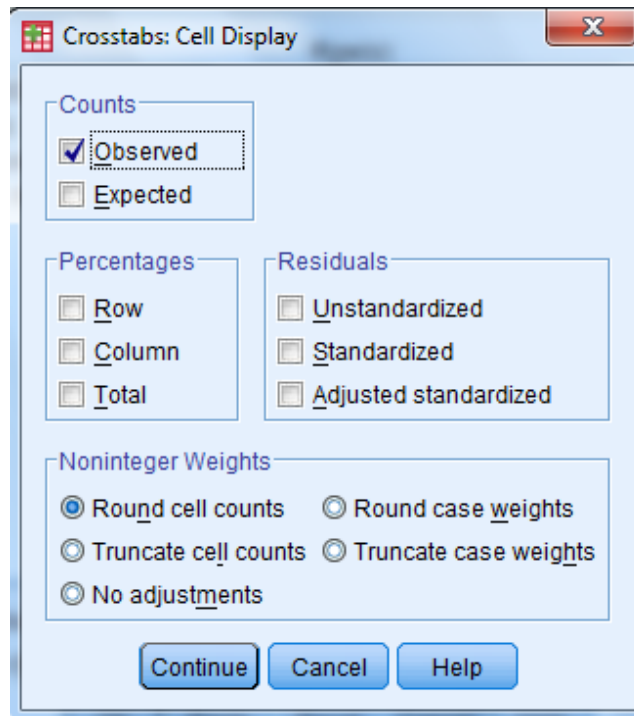 Crosstabs: Cell Display
Counts
Observed
Expected
Percentages
Row
Column
Total
Residuals
Unstandardized
Standardized
Adjusted standardized
Noninteger Weights
Round cell counts Round case weights
Truncate cell counts Truncate case weights
No adjustments
Continue Cancel Help